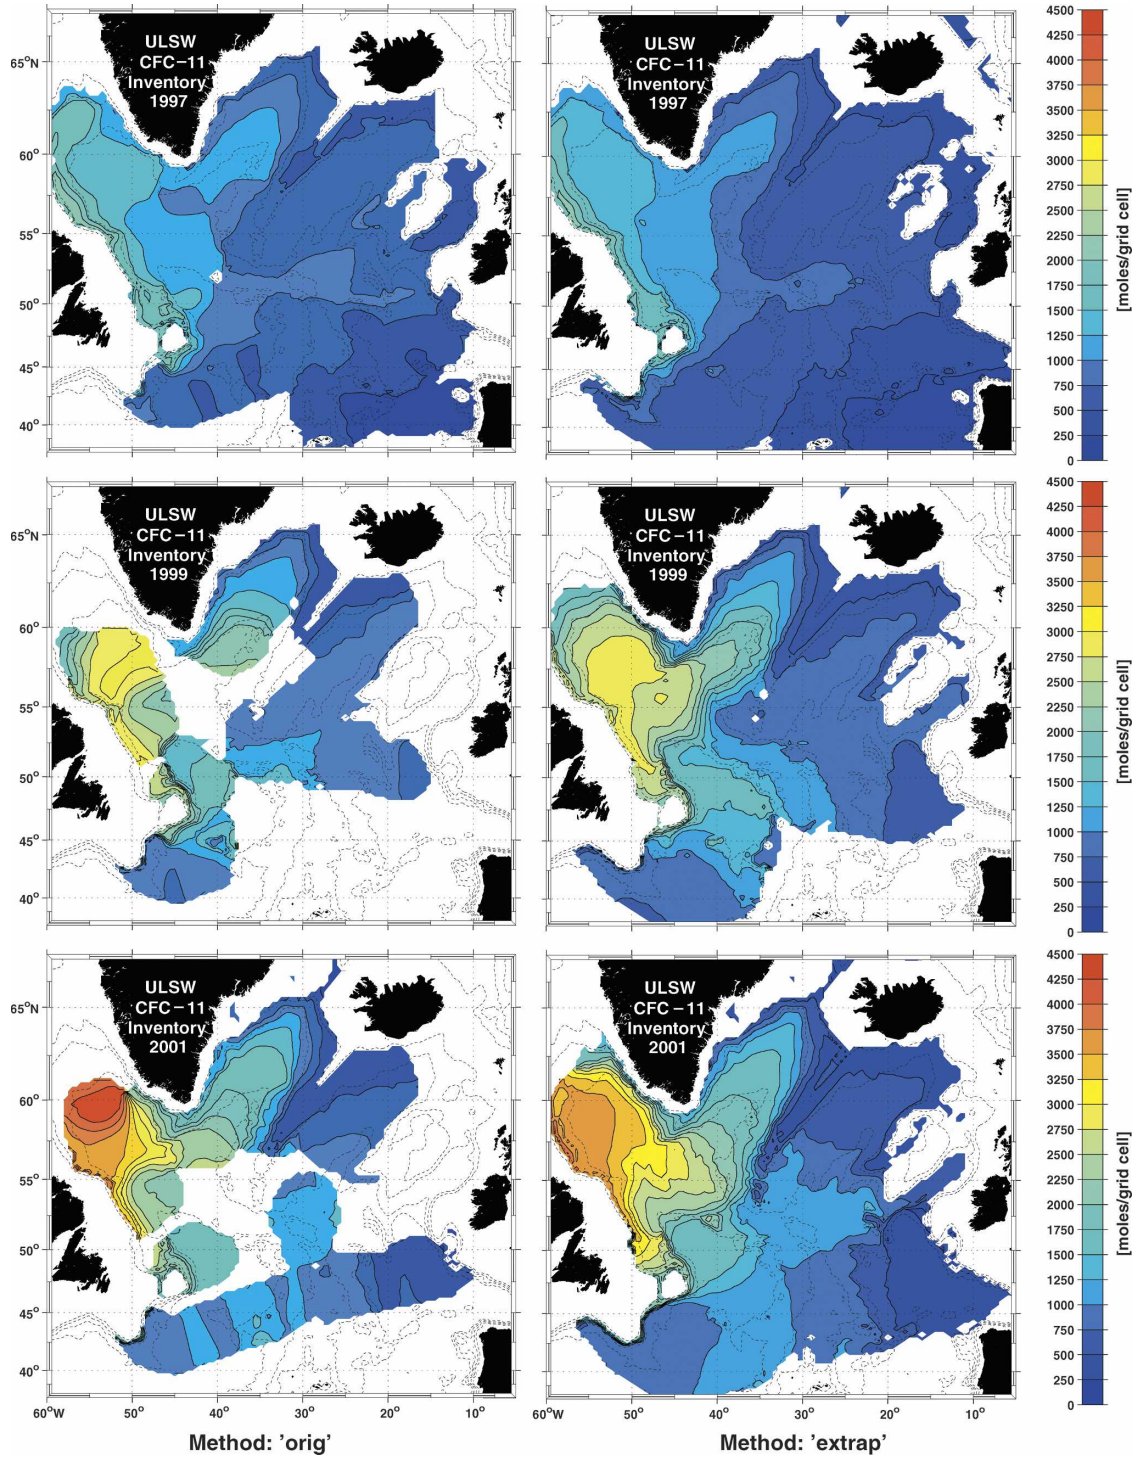 ULSW
CFC-11
Inventory
1997
65°N
60°
55°
50°
45°
40°
ULSW
CFC-11
Inventory
1997
4500
4250
4000
3750
3500
3250
3000
2750
2500
2250
2000
1750
1500
1250
1000
750
500
250
0
[moles/grid cell]
ULSW
CFC-11
Inventory
1999
65°N
60°
55°
50°
45°
40°
ULSW
CFC-11
Inventory
1999
4500
4250
4000
3750
3500
3250
3000
2750
2500
2250
2000
1750
1500
1250
1000
750
500
250
0
[moles/grid cell]
ULSW
CFC-11
Inventory
2001
65°N
60°
55°
50°
45°
40°
ULSW
CFC-11
Inventory
2001
4500
4250
4000
3750
3500
3250
3000
2750
2500
2250
2000
1750
1500
1250
1000
750
500
250
0
[moles/grid cell]
60°W 50° 40° 30° 20° 10°
60°W 50° 40° 30° 20° 10°
Method: 'orig'
Method: 'extrap'